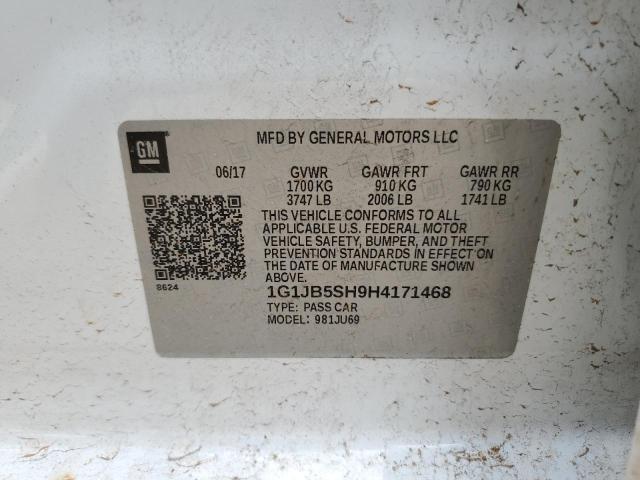 GM
MFD BY GENERAL MOTORS LLC
06/17 GVWR GAWR FRT GAWR RR
1700 KG 910 KG 790 KG
3747 LB 2006 LB 1741 LB
THIS VEHICLE CONFORMS TO ALL
APPLICABLE U.S. FEDERAL MOTOR
VEHICLE SAFETY, BUMPER, AND THEFT
PREVENTION STANDARDS IN EFFECT ON
THE DATE OF MANUFACTURE SHOWN
ABOVE.
8624
1G1JB5SH9H4171468
TYPE: PASS CAR
MODEL: 981JU69